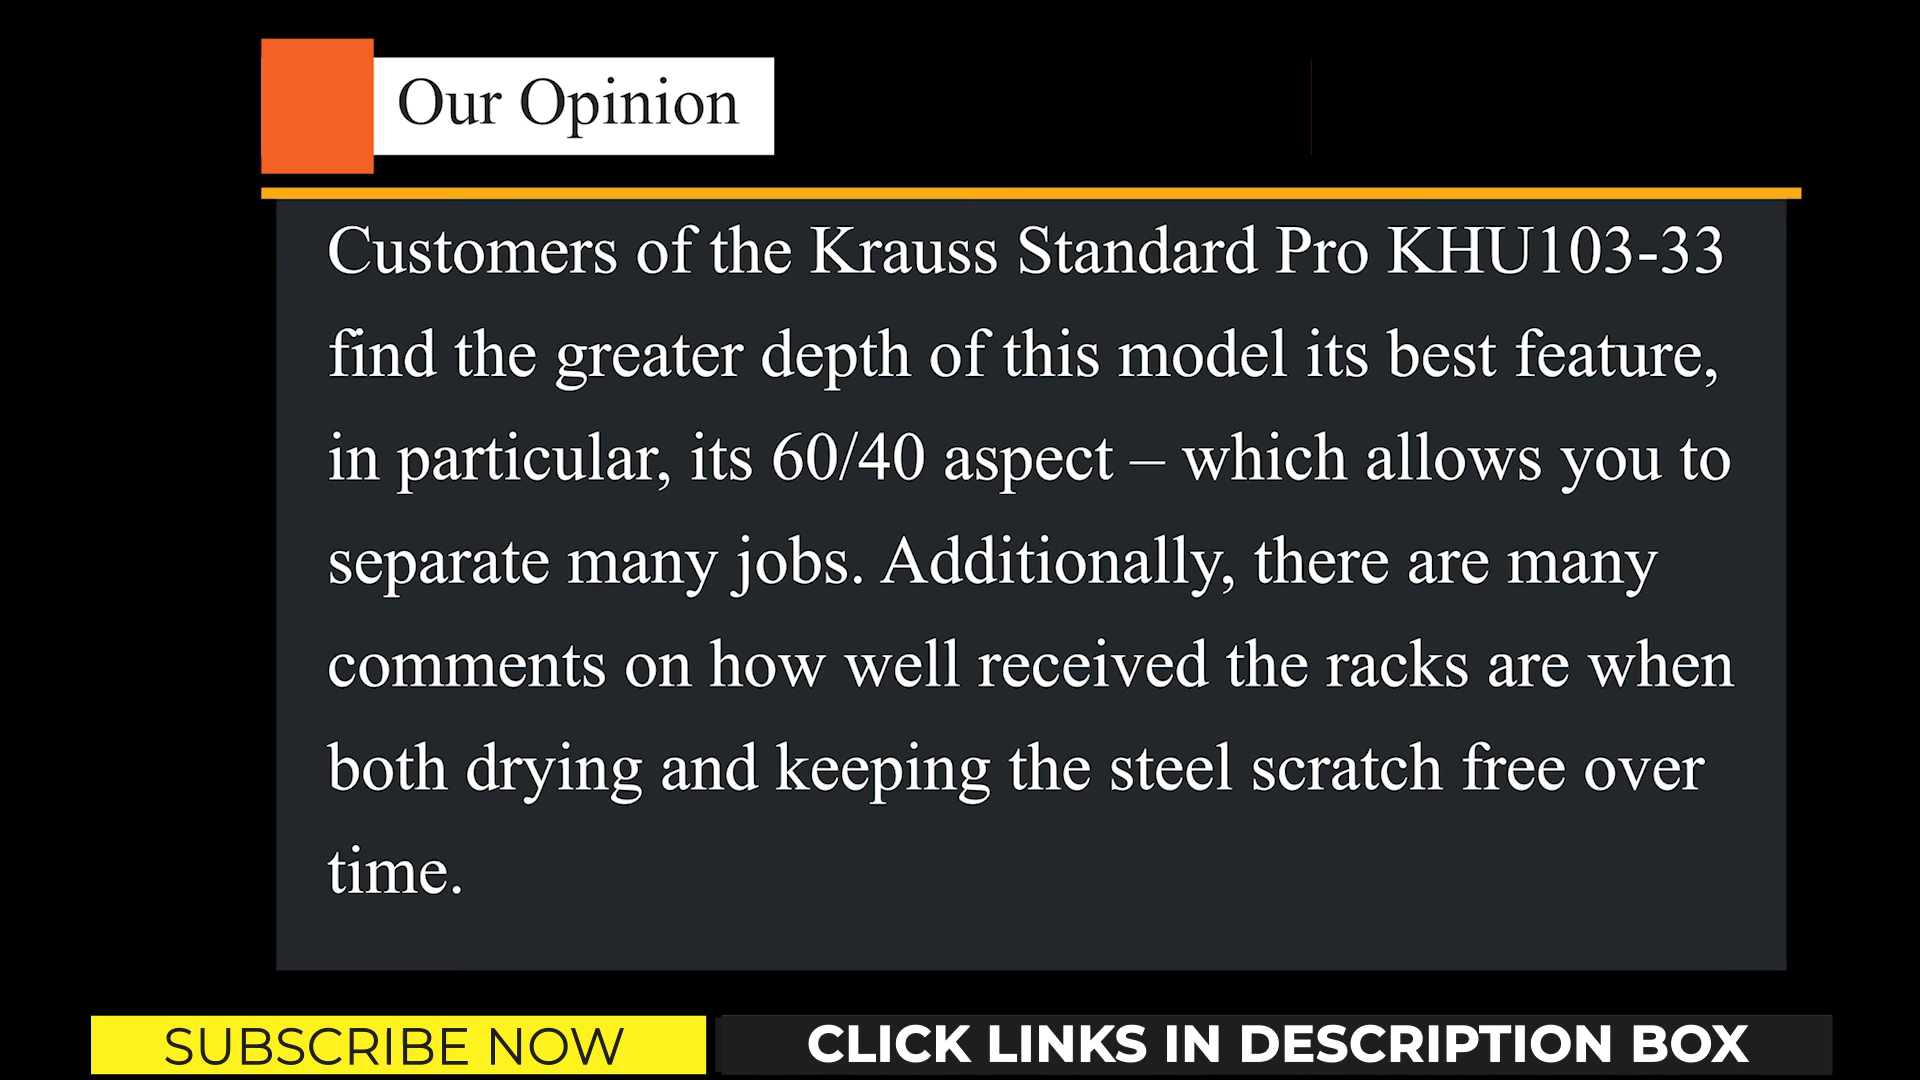 Our Opinion
Customers of the Krauss Standard Pro KHU103-33
find the greater depth of this model its best feature,
in particular, its 60/40 aspect – which allows you to
separate many jobs. Additionally, there are many
comments on how well received the racks are when
both drying and keeping the steel scratch free over
time.
SUBSCRIBE NOW
CLICK LINKS IN DESCRIPTION BOX